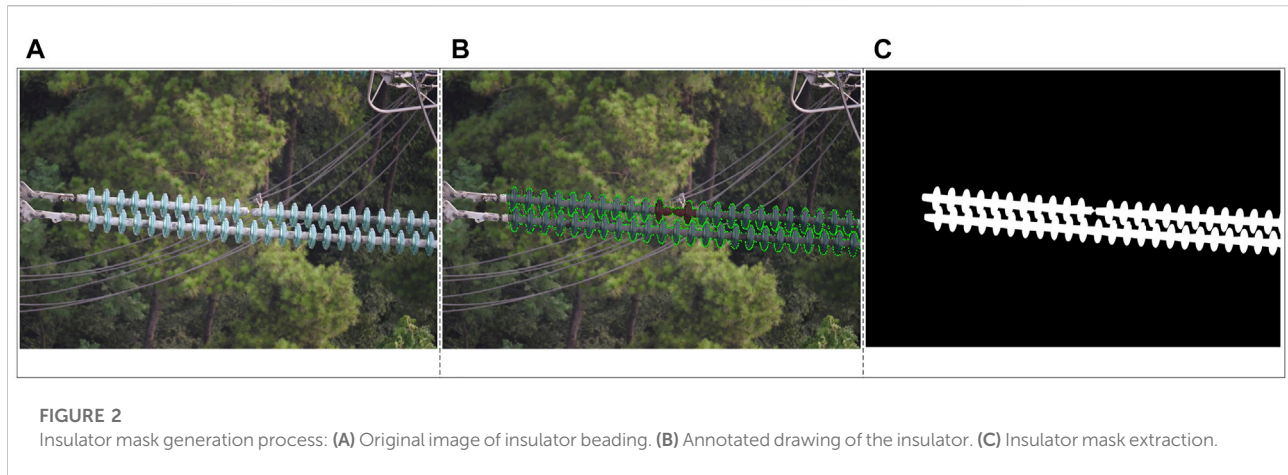 A B C
FIGURE 2
Insulator mask generation process: (A) Original image of insulator beading. (B) Annotated drawing of the insulator. (C) Insulator mask extraction.